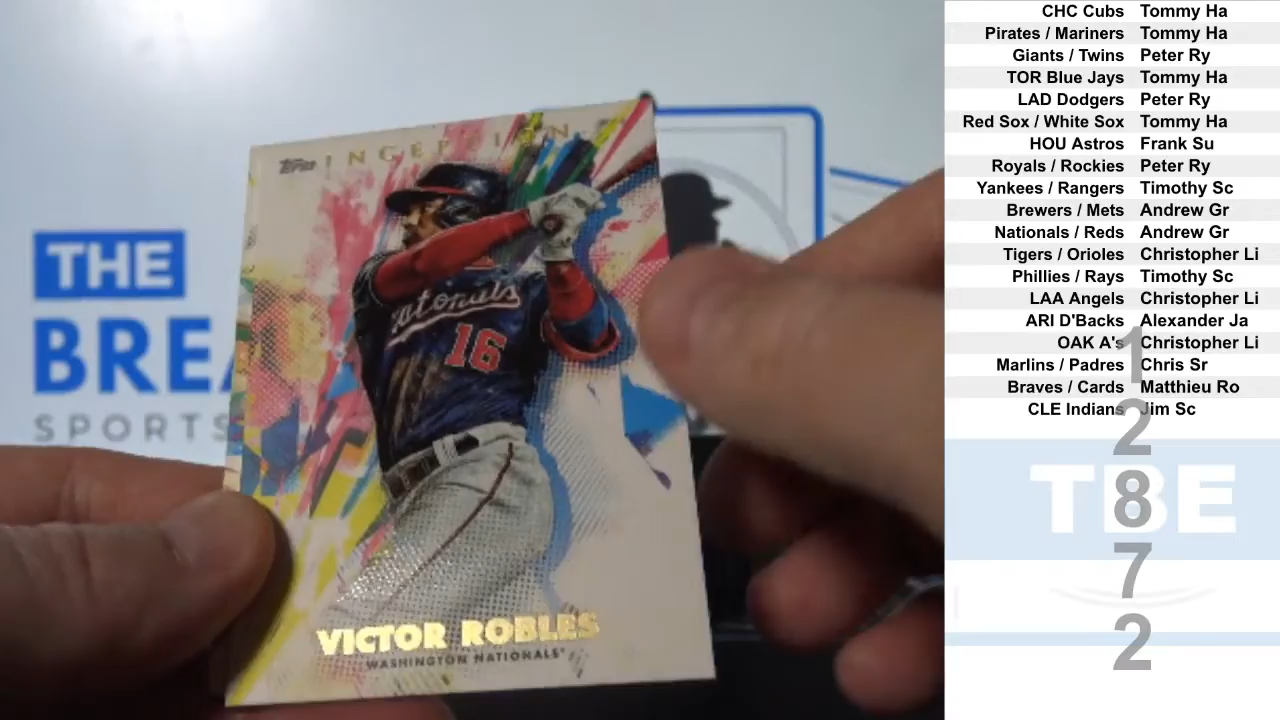 THE
BREA
SPORTS
Topps INCEPTION
Nationals
16
VICTOR ROBLES
WASHINGTON NATIONALS
CHC Cubs Tommy Ha
Pirates / Mariners Tommy Ha
Giants / Twins Peter Ry
TOR Blue Jays Tommy Ha
LAD Dodgers Peter Ry
Red Sox / White Sox Tommy Ha
HOU Astros Frank Su
Royals / Rockies Peter Ry
Yankees / Rangers Timothy Sc
Brewers / Mets Andrew Gr
Nationals / Reds Andrew Gr
Tigers / Orioles Christopher Li
Phillies / Rays Timothy Sc
LAA Angels Christopher Li
ARI D'Backs Alexander Ja
OAK A's Christopher Li
Marlins / Padres Chris Sr
Braves / Cards Matthieu Ro
CLE Indians Jim Sc
TBE
1
2
8
7
2